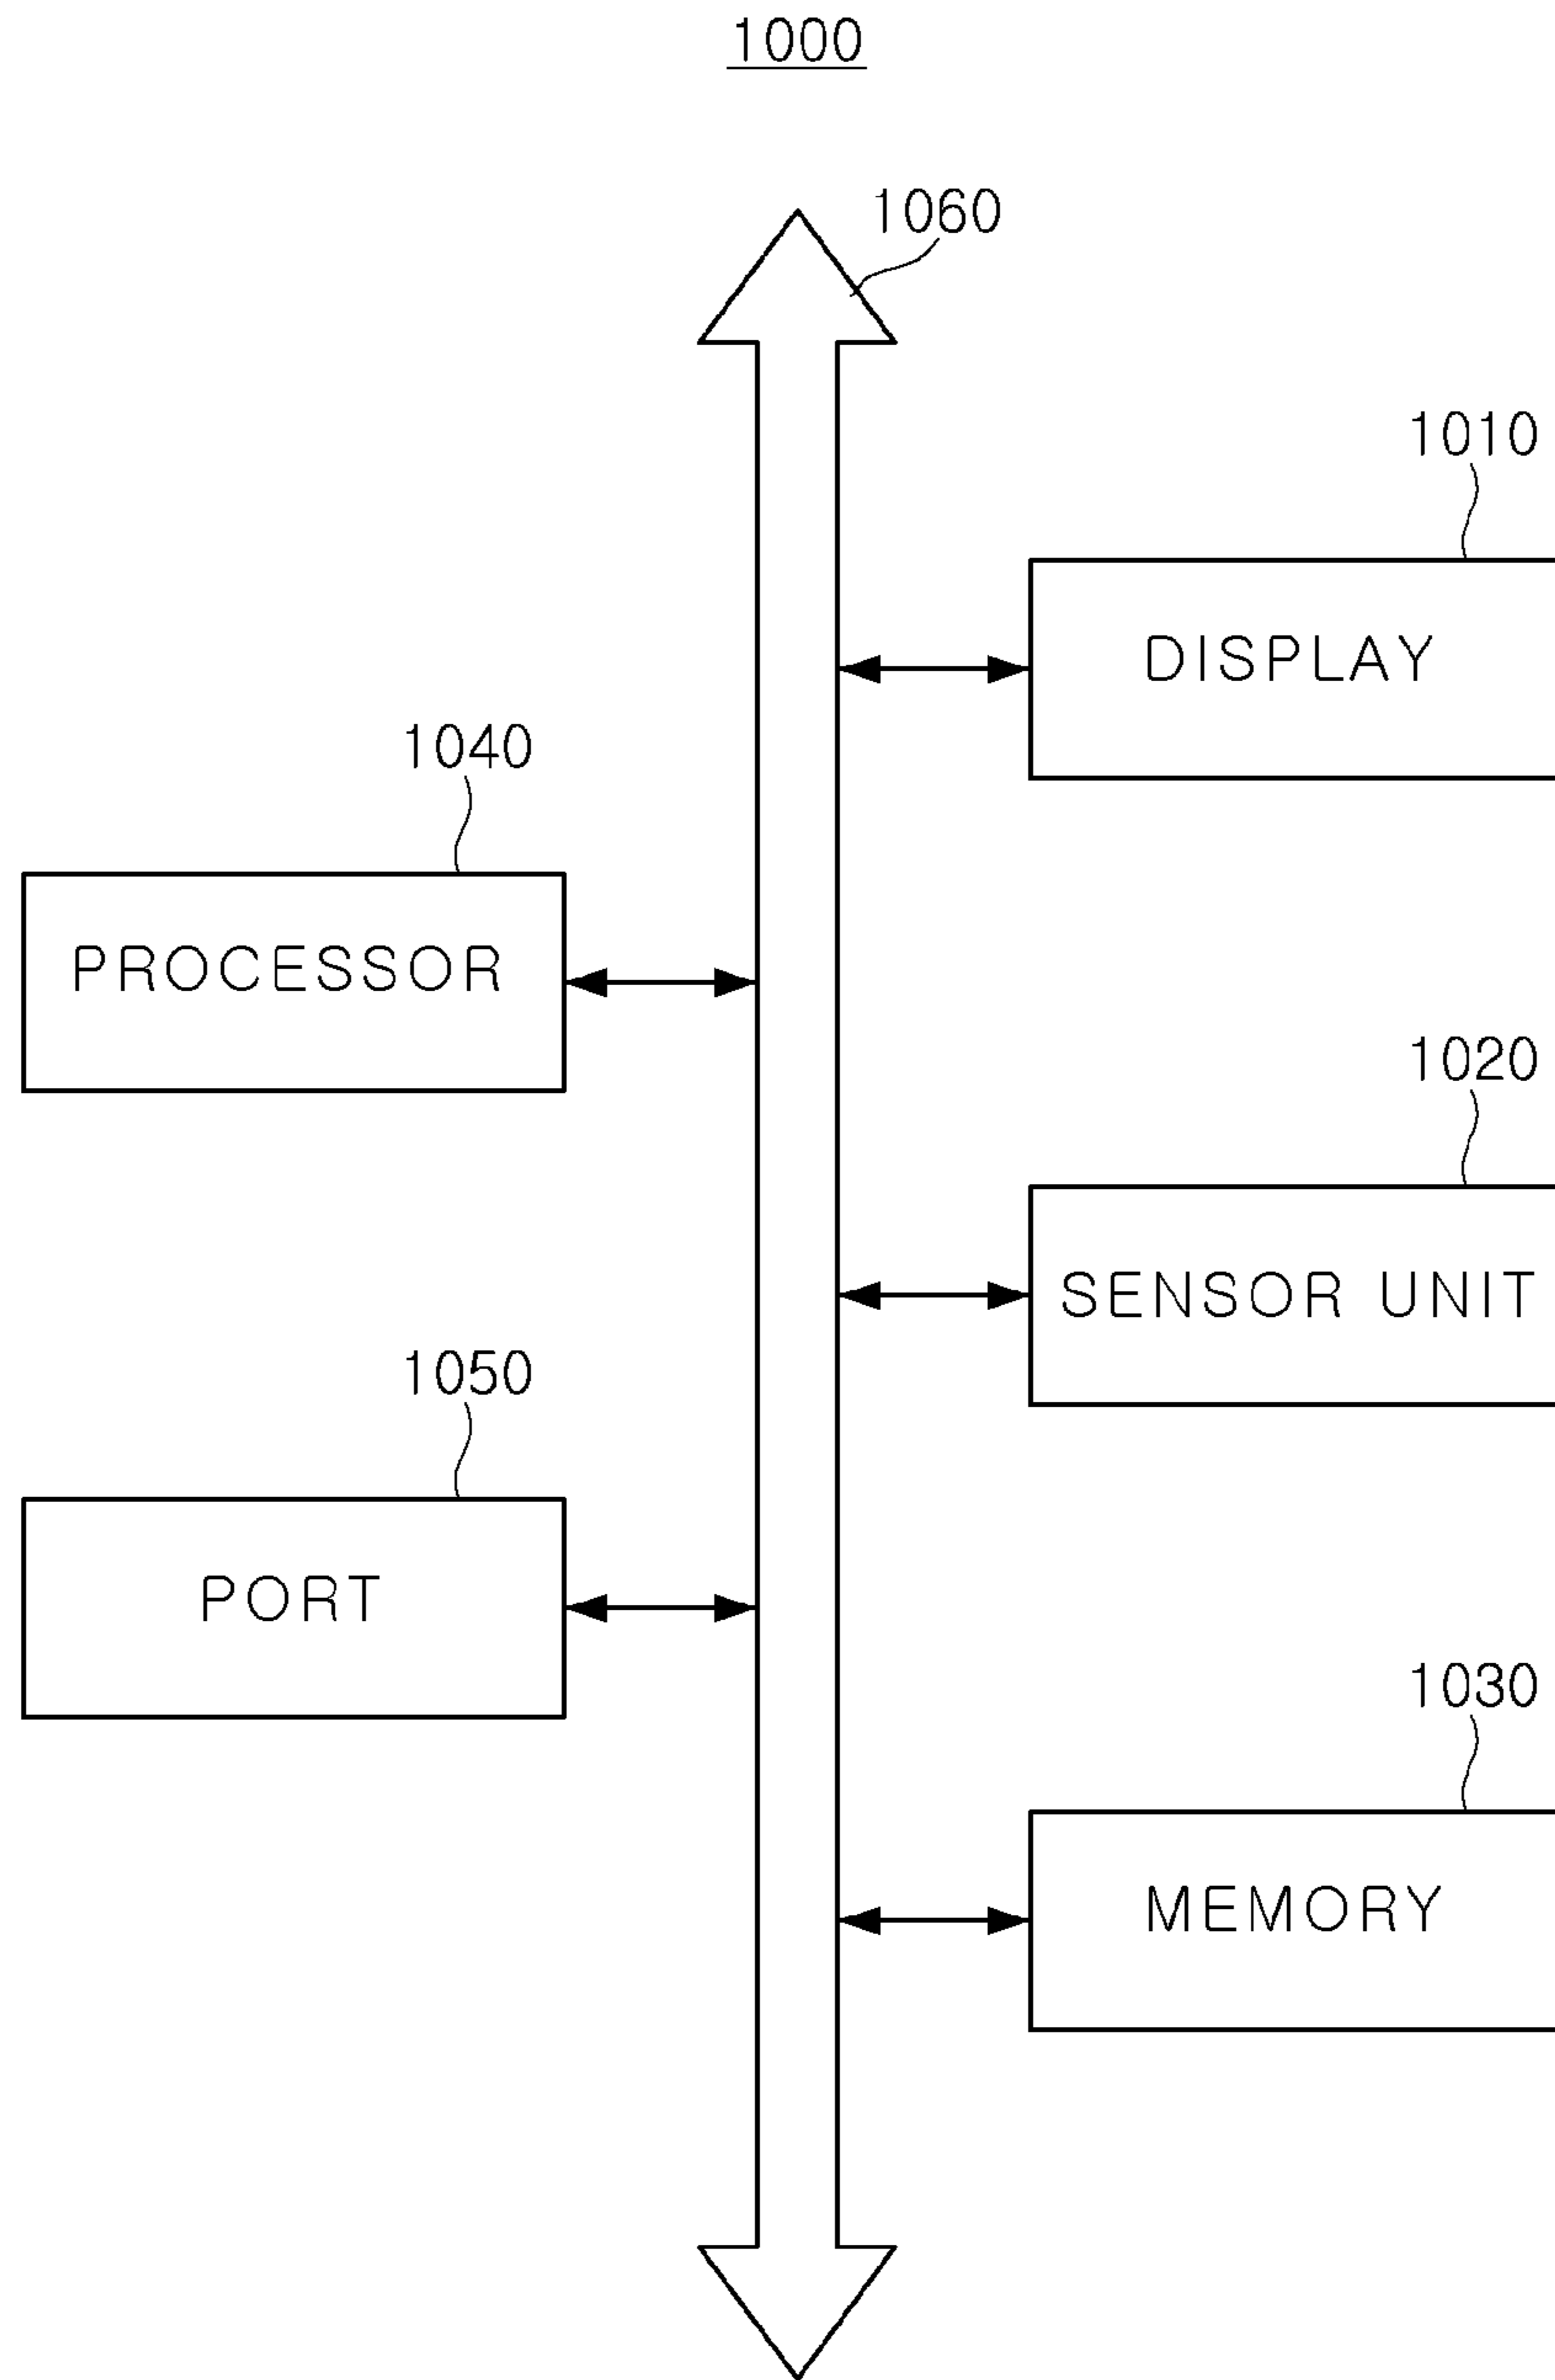 1000
1060
1010
DISPLAY
1040
PROCESSOR
1020
SENSOR UNIT
1050
PORT
1030
MEMORY